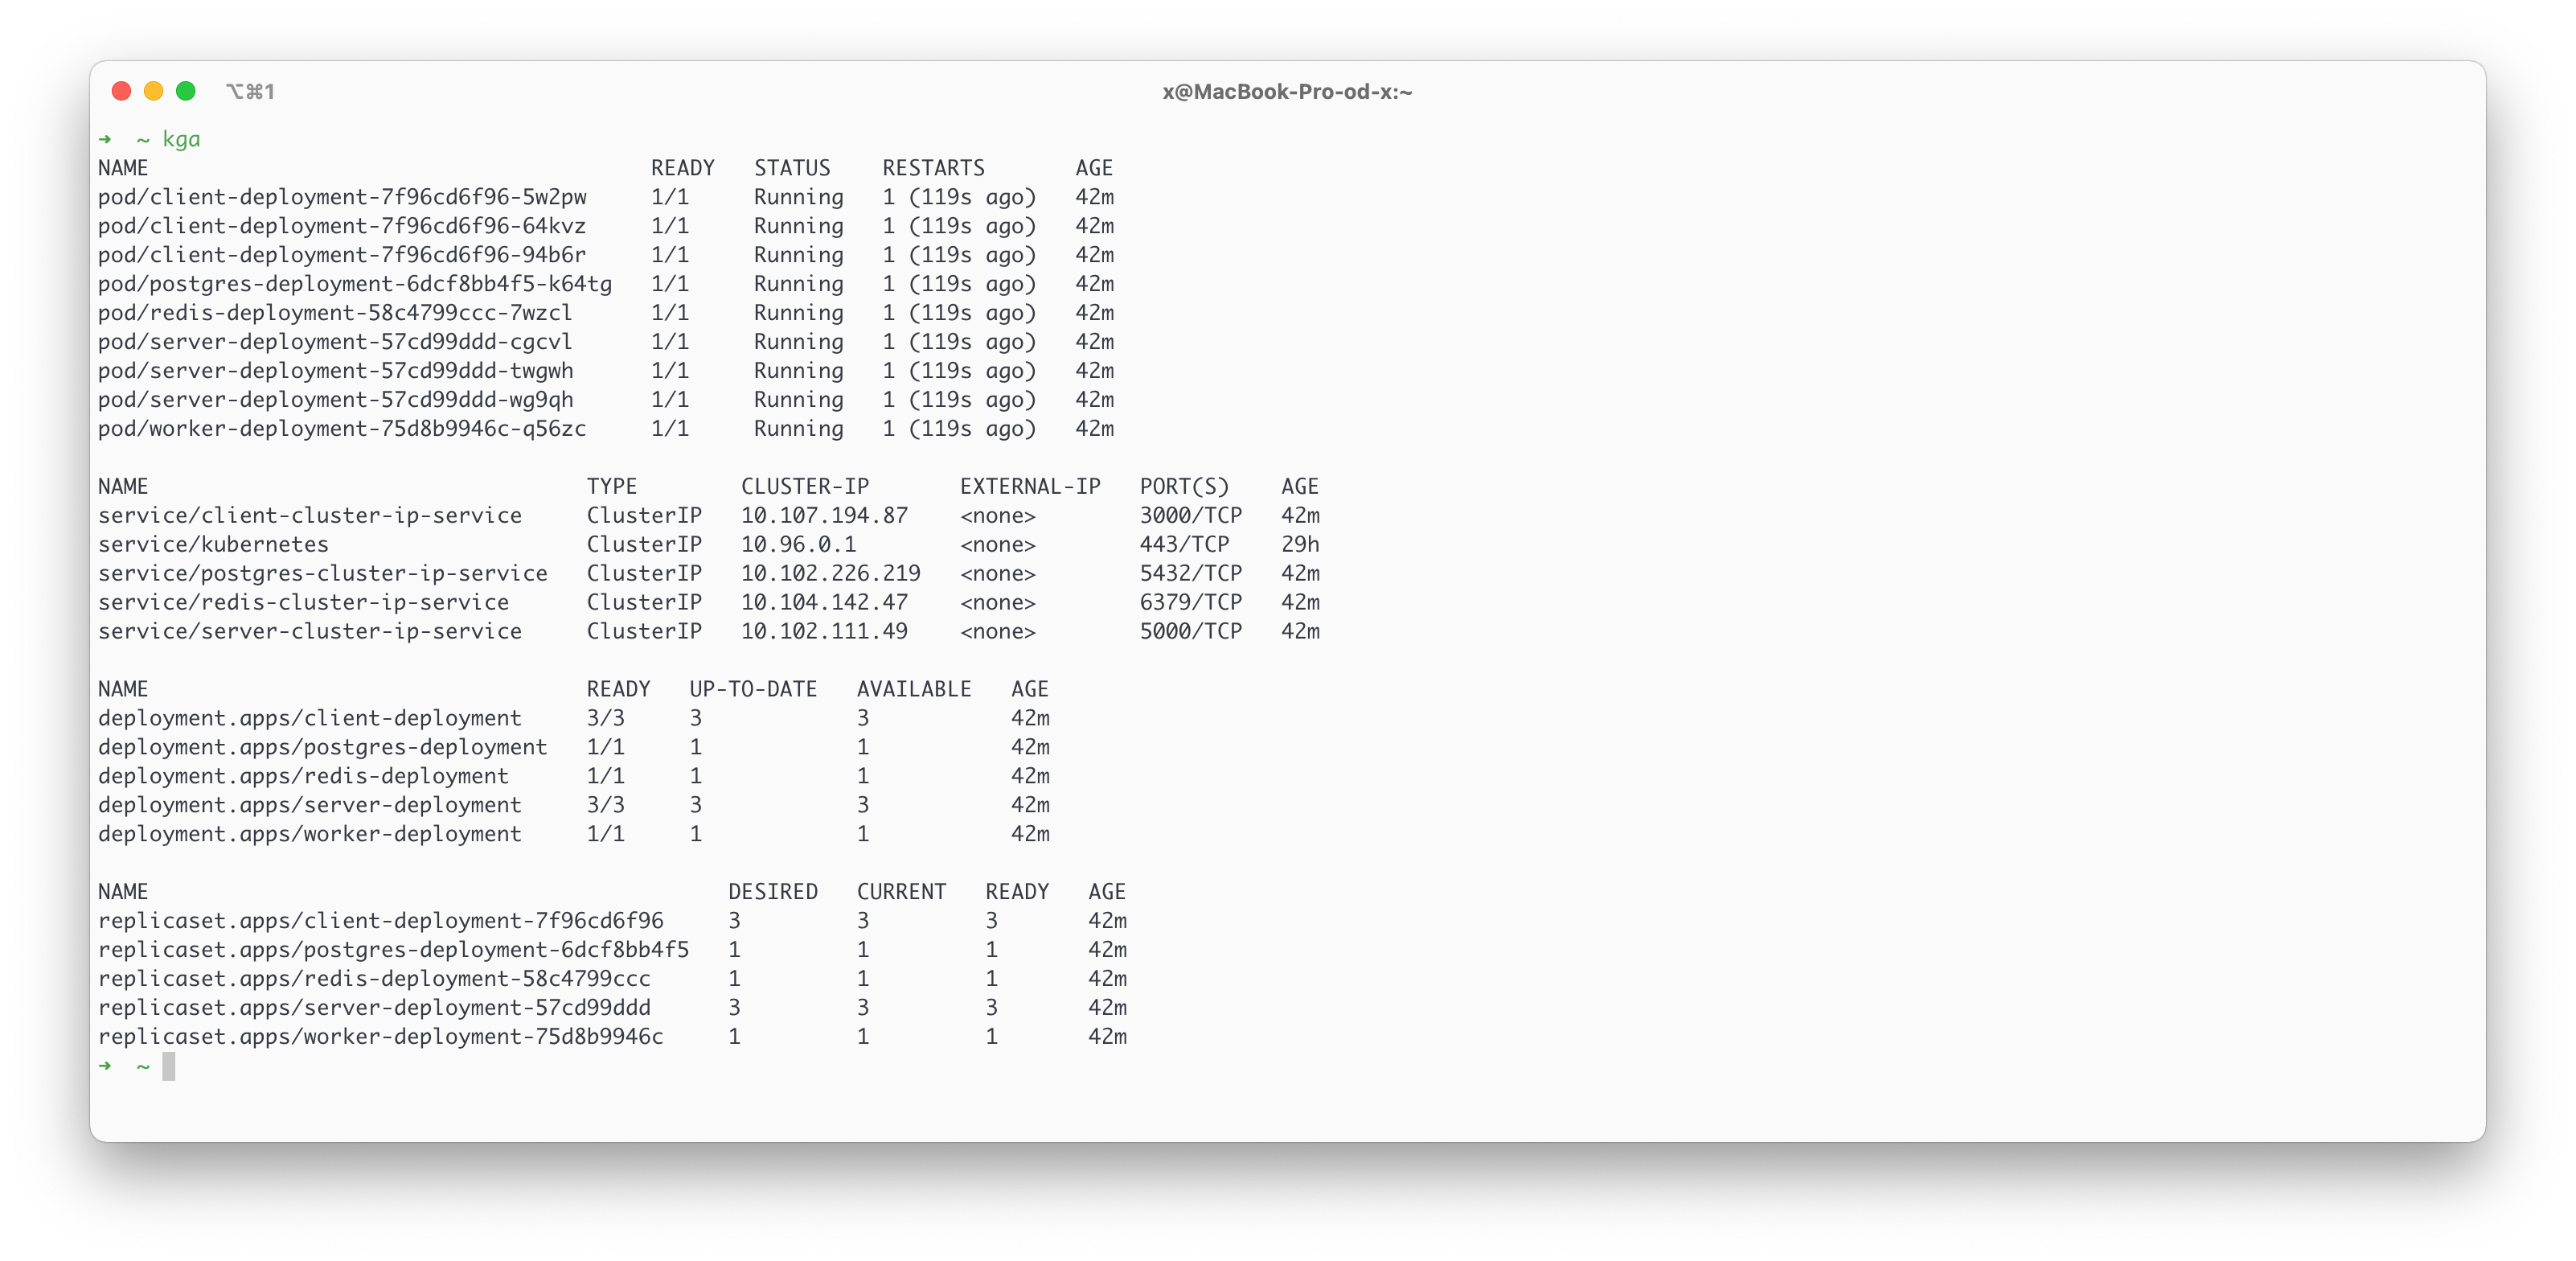 ⌥⌘1
x@MacBook-Pro-od-x:~
➜  ~ kga
NAME                                       READY   STATUS    RESTARTS       AGE
pod/client-deployment-7f96cd6f96-5w2pw     1/1     Running   1 (119s ago)   42m
pod/client-deployment-7f96cd6f96-64kvz     1/1     Running   1 (119s ago)   42m
pod/client-deployment-7f96cd6f96-94b6r     1/1     Running   1 (119s ago)   42m
pod/postgres-deployment-6dcf8bb4f5-k64tg   1/1     Running   1 (119s ago)   42m
pod/redis-deployment-58c4799ccc-7wzcl      1/1     Running   1 (119s ago)   42m
pod/server-deployment-57cd99ddd-cgcvl      1/1     Running   1 (119s ago)   42m
pod/server-deployment-57cd99ddd-twgwh      1/1     Running   1 (119s ago)   42m
pod/server-deployment-57cd99ddd-wg9qh      1/1     Running   1 (119s ago)   42m
pod/worker-deployment-75d8b9946c-q56zc     1/1     Running   1 (119s ago)   42m
NAME                                  TYPE        CLUSTER-IP       EXTERNAL-IP   PORT(S)    AGE
service/client-cluster-ip-service     ClusterIP   10.107.194.87    <none>        3000/TCP   42m
service/kubernetes                    ClusterIP   10.96.0.1        <none>        443/TCP    29h
service/postgres-cluster-ip-service   ClusterIP   10.102.226.219   <none>        5432/TCP   42m
service/redis-cluster-ip-service      ClusterIP   10.104.142.47    <none>        6379/TCP   42m
service/server-cluster-ip-service     ClusterIP   10.102.111.49    <none>        5000/TCP   42m
NAME                                  READY   UP-TO-DATE   AVAILABLE   AGE
deployment.apps/client-deployment     3/3     3            3           42m
deployment.apps/postgres-deployment   1/1     1            1           42m
deployment.apps/redis-deployment      1/1     1            1           42m
deployment.apps/server-deployment     3/3     3            3           42m
deployment.apps/worker-deployment     1/1     1            1           42m
NAME                                             DESIRED   CURRENT   READY   AGE
replicaset.apps/client-deployment-7f96cd6f96     3         3         3       42m
replicaset.apps/postgres-deployment-6dcf8bb4f5   1         1         1       42m
replicaset.apps/redis-deployment-58c4799ccc      1         1         1       42m
replicaset.apps/server-deployment-57cd99ddd      3         3         3       42m
replicaset.apps/worker-deployment-75d8b9946c     1         1         1       42m
➜  ~